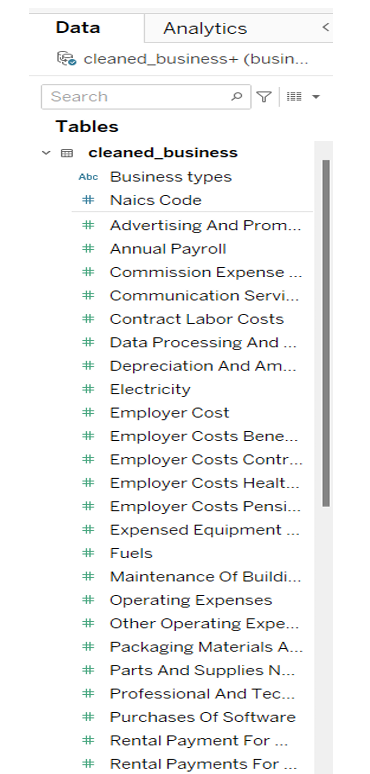 Data Analytics <
cleaned_business+ (busin...
Search
Tables
cleaned_business
Abc Business types
# Naics Code
# Advertising And Prom...
# Annual Payroll
# Commission Expense ...
# Communication Servi...
# Contract Labor Costs
# Data Processing And ...
# Depreciation And Am...
# Electricity
# Employer Cost
# Employer Costs Bene...
# Employer Costs Contr...
# Employer Costs Healt...
# Employer Costs Pensi...
# Expensed Equipment ...
# Fuels
# Maintenance Of Buildi...
# Operating Expenses
# Other Operating Expe...
# Packaging Materials A...
# Parts And Supplies N...
# Professional And Tec...
# Purchases Of Software
# Rental Payment For ...
# Rental Payments For ...